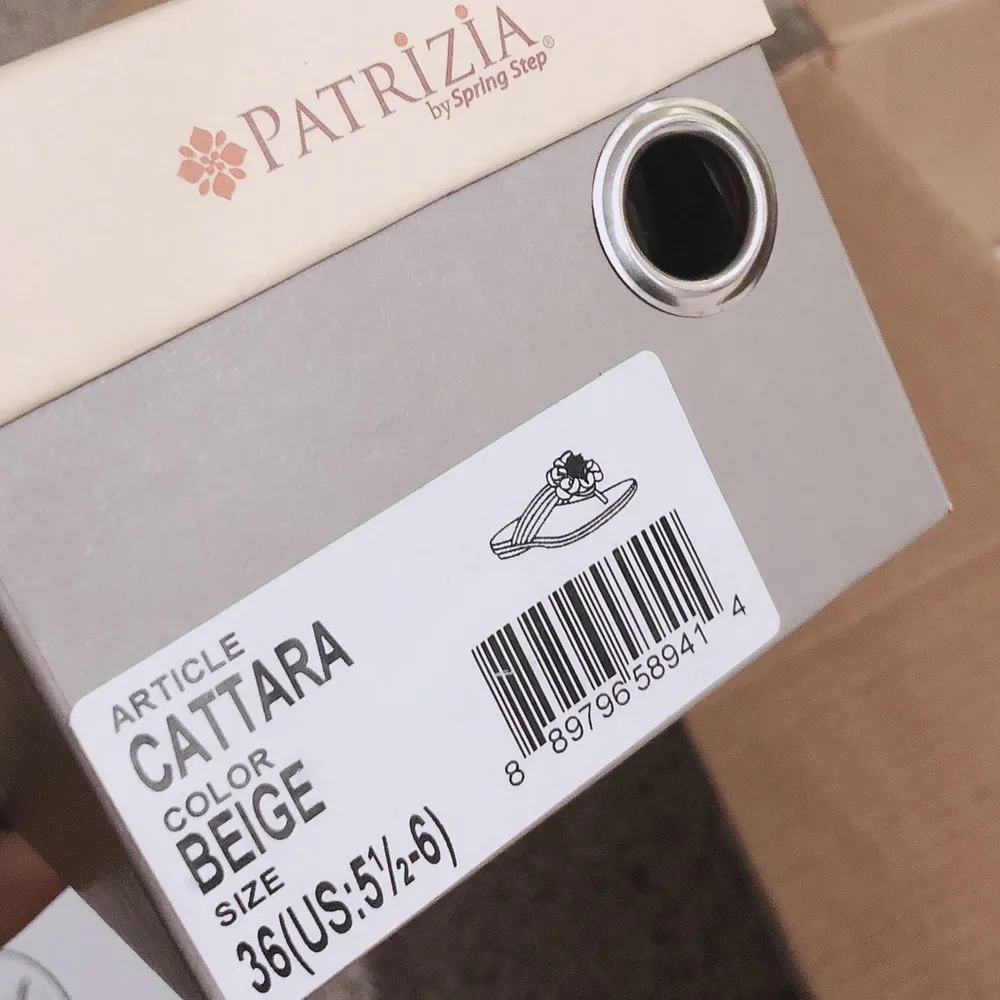 PATRIZIA
by Spring Step®
ARTICLE
CATTARA
COLOR
BEIGE
SIZE
36(US:5½-6)
8 89796 58941 4